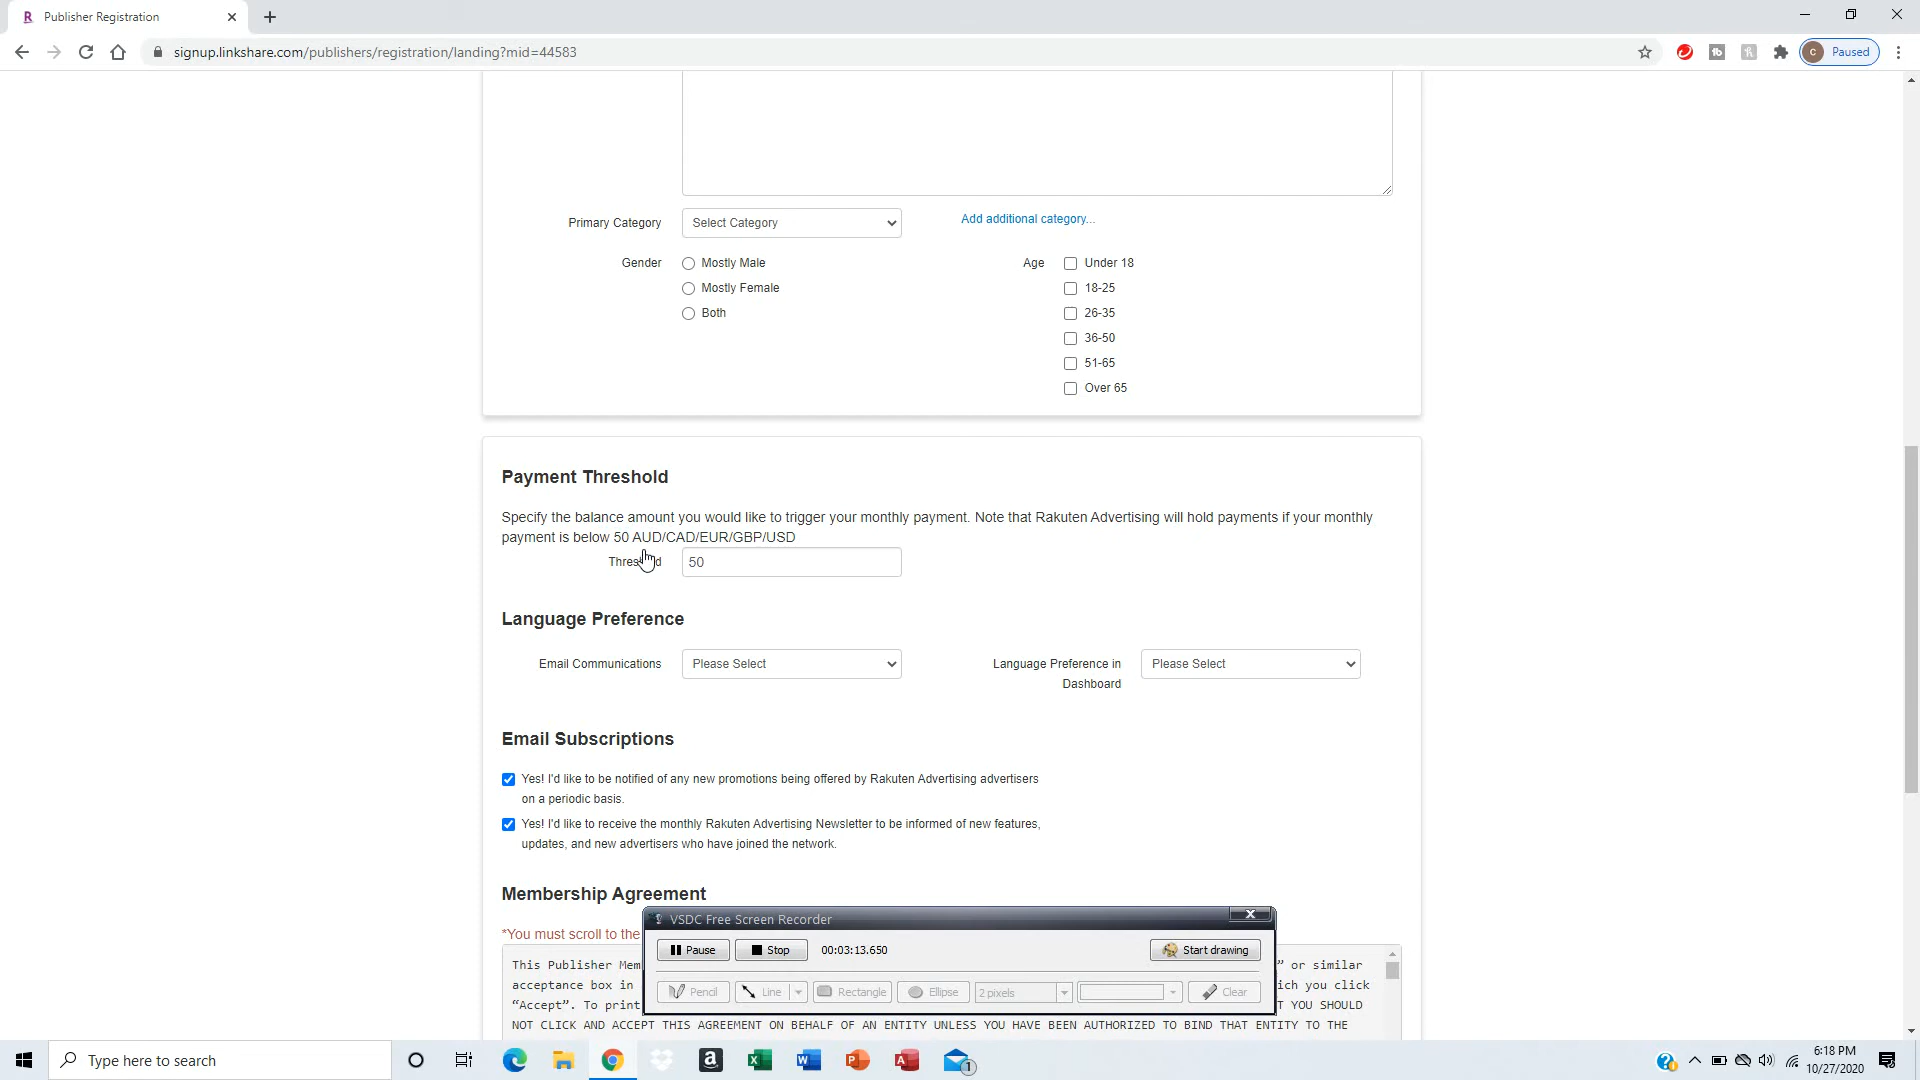 Publisher Registration
signup.linkshare.com/publishers/registration/landing?mid=44583
C Paused
Primary Category
Select Category
Add additional category...
Gender
Mostly Male
Mostly Female
Both
Age
Under 18
18-25
26-35
36-50
51-65
Over 65
Payment Threshold
Specify the balance amount you would like to trigger your monthly payment. Note that Rakuten Advertising will hold payments if your monthly
payment is below 50 AUD/CAD/EUR/GBP/USD
50
Language Preference
Email Communications
Please Select
Language Preference in
Dashboard
Please Select
Email Subscriptions
Yes! I'd like to be notified of any new promotions being offered by Rakuten Advertising advertisers
on a periodic basis.
Yes! I'd like to receive the monthly Rakuten Advertising Newsletter to be informed of new features,
updates, and new advertisers who have joined the network.
Membership Agreement
*You must scroll to the
This Publisher Mem ” or similar
acceptance box in ich you click
“Accept”. To print T YOU SHOULD
NOT CLICK AND ACCEPT THIS AGREEMENT ON BEHALF OF AN ENTITY UNLESS YOU HAVE BEEN AUTHORIZED TO BIND THAT ENTITY TO THE
VSDC Free Screen Recorder
Pause
Stop
00:03:13.650
Start drawing
Pencil
Line
Rectangle
Ellipse
2 pixels
Clear
Type here to search
6:18 PM
10/27/2020